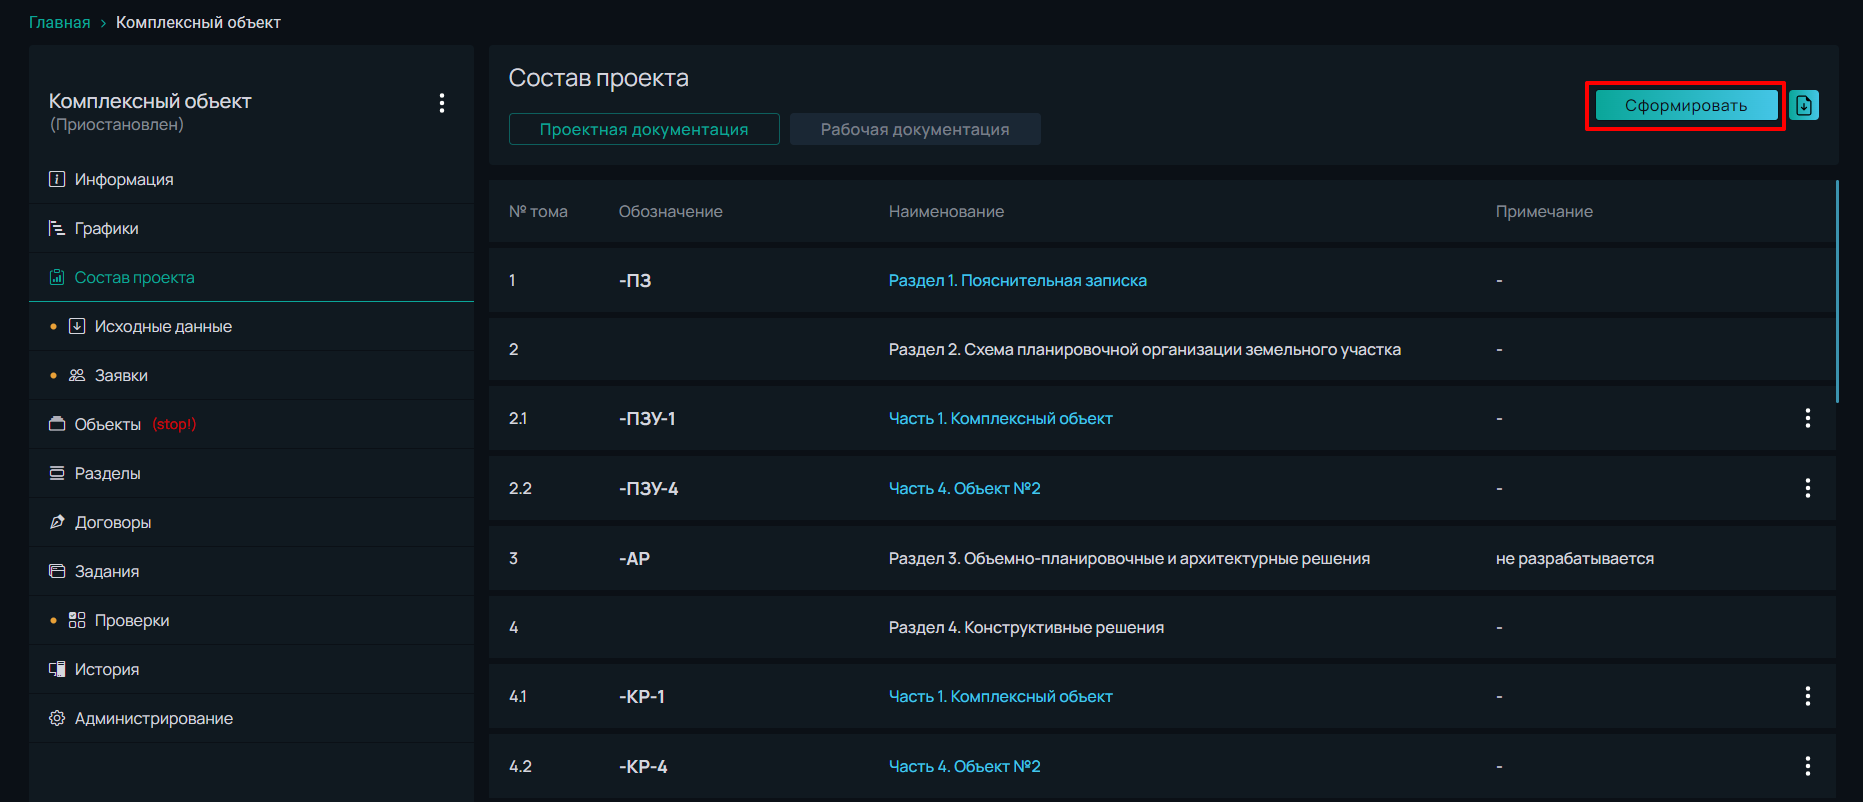 Главная › Комплексный объект
Комплексный объект
(Приостановлен)
Информация
Графики
Состав проекта
Исходные данные
Заявки
Объекты (stop!)
Разделы
Договоры
Задания
Проверки
История
Администрирование
Состав проекта
Проектная документация Рабочая документация
Сформировать
№ тома Обозначение Наименование Примечание
1 -ПЗ Раздел 1. Пояснительная записка -
2 Раздел 2. Схема планировочной организации земельного участка -
2.1 -ПЗУ-1 Часть 1. Комплексный объект -
2.2 -ПЗУ-4 Часть 4. Объект №2 -
3 -АР Раздел 3. Объемно-планировочные и архитектурные решения не разрабатывается
4 Раздел 4. Конструктивные решения -
4.1 -КР-1 Часть 1. Комплексный объект -
4.2 -КР-4 Часть 4. Объект №2 -